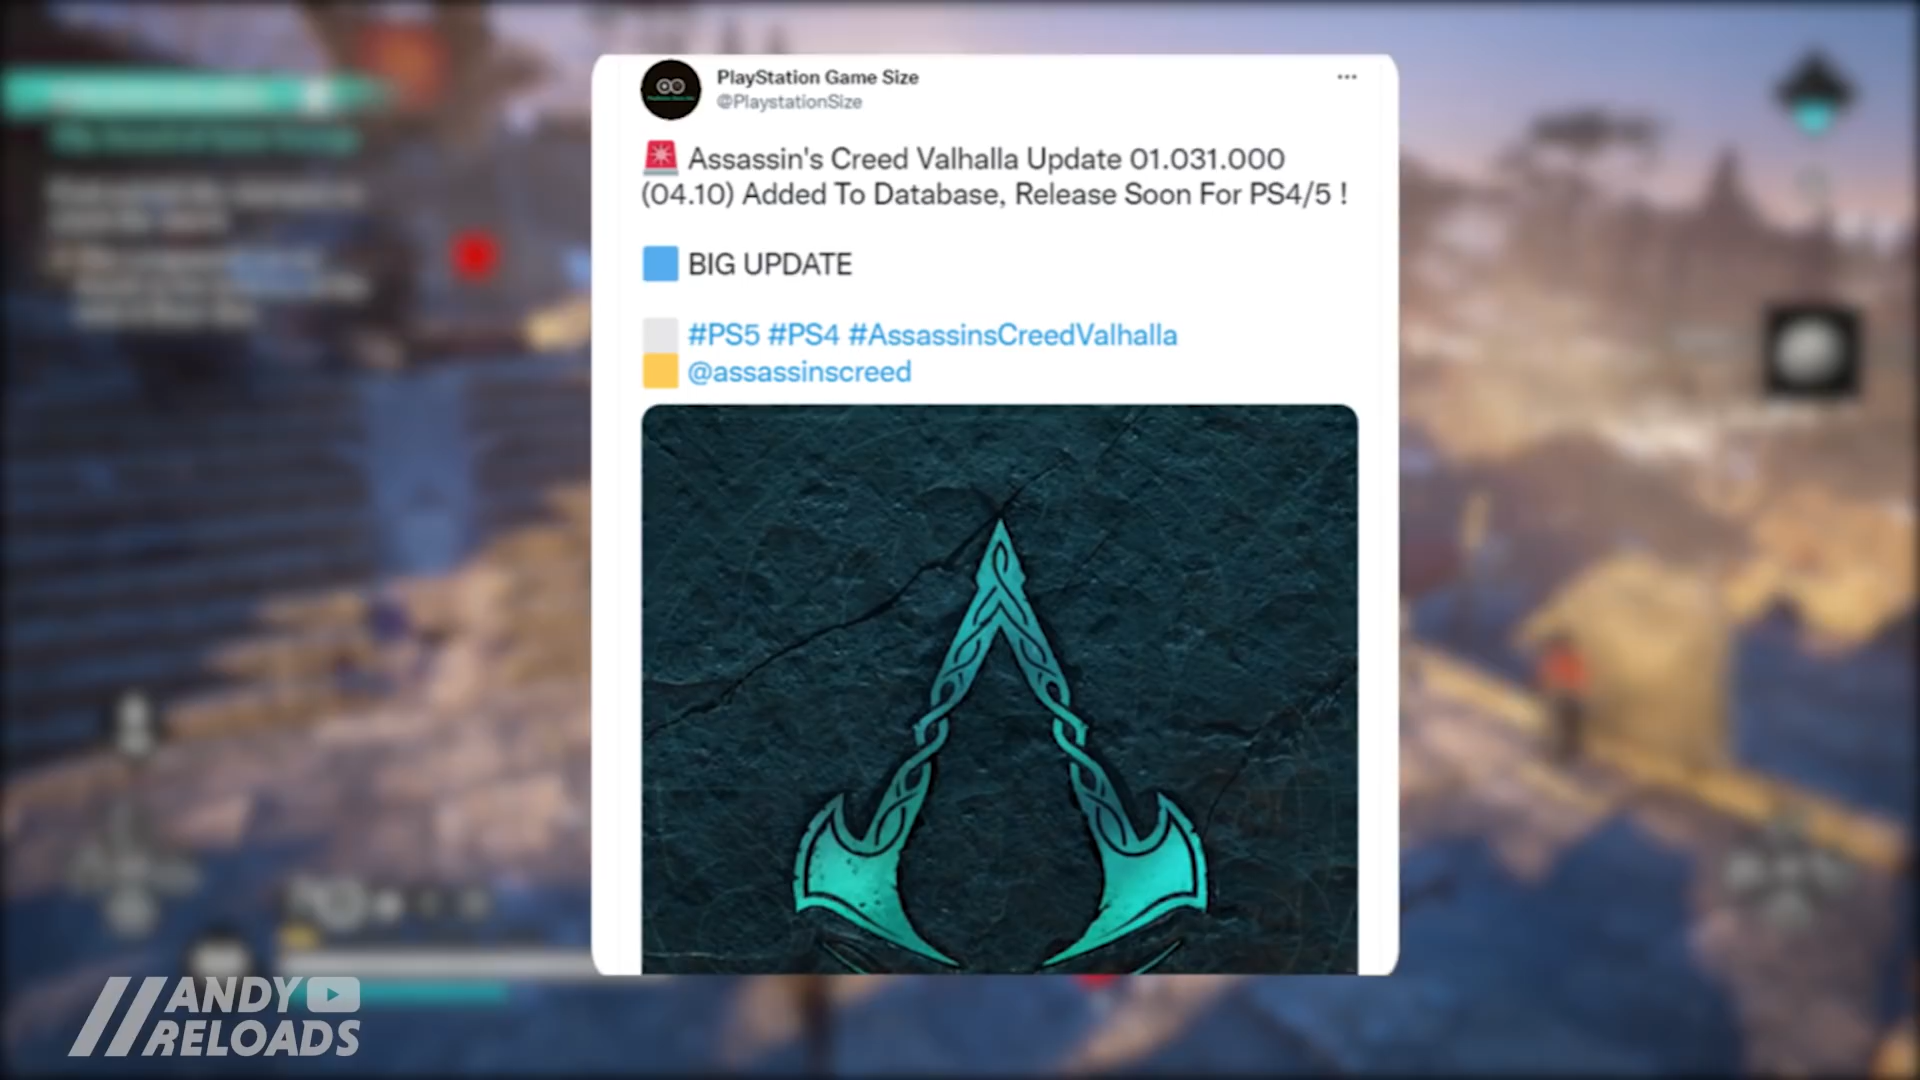 PlayStation Game Size
@PlaystationSize
Assassin's Creed Valhalla Update 01.031.000
(04.10) Added To Database, Release Soon For PS4/5 !
BIG UPDATE
#PS5 #PS4 #AssassinsCreedValhalla
@assassinscreed
//ANDY
RELOADS